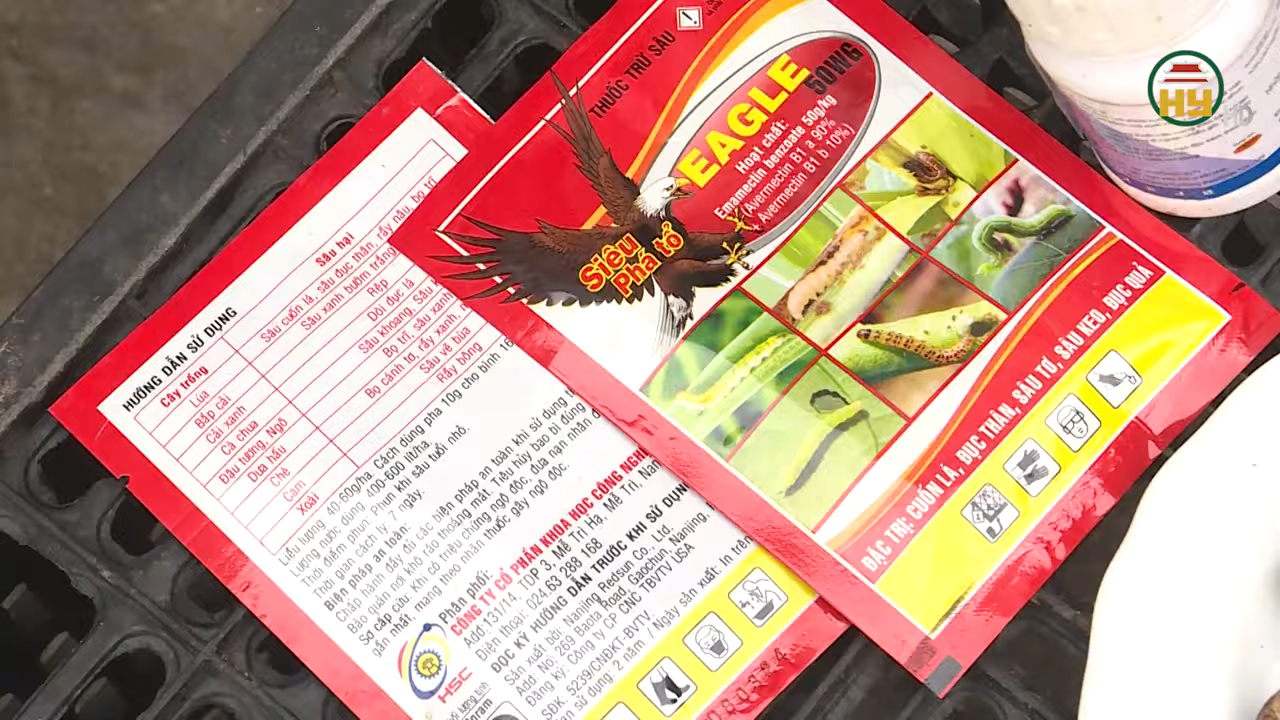 THUỐC TRỪ SÂU
EAGLE
50WG
Hoạt chất:
Emamectin benzoate 50g/kg
(Avermectin B1 a 90%
Avermectin B1 b 10%)
Siêu
Phá tổ
ĐẶC TRỊ: CUỐN LÁ, ĐỤC THÂN, SÂU TƠ, SÂU KÉO, ĐỤC QUẢ
HY
HƯỚNG DẪN SỬ DỤNG
Cây trồng
Sâu hại
Lúa
Sâu cuốn lá, sâu đục thân, rầy nâu, bọ trĩ
Bắp cải
Sâu xanh bướm trắng
Cải xanh
Rệp
Cà chua
Dòi đục lá
Đậu tương, Ngô
Sâu khoang, Sâu
Dưa hấu
Bọ trĩ, sâu xanh
Chè
Bọ cánh tơ, rầy xanh,
Cam
Sâu vẽ bùa
Xoài
Rầy bông
Liều lượng 40-60g/ha. Cách dùng pha 10g cho bình 16
Lượng nước dùng 400-600 lít/ha.
Thời điểm phun: Phun khi sâu tuổi nhỏ.
Thời gian cách ly 7 ngày.
Biện pháp an toàn:
Chấp hành đầy đủ các biện pháp an toàn khi sử dụng
Bảo quản nơi khô ráo thoáng mát. Tiêu hủy bao bì đúng
Sơ cấp cứu: Khi có triệu chứng ngộ độc, đưa nạn nhân
gần nhất, mang theo nhãn thuốc gây ngộ độc.
Phân phối:
CÔNG TY CỔ PHẦN KHOA HỌC CÔNG NGHỆ
Add:131/14, TDP 3, Mễ Trì Hạ, Mễ Trì, Nam
Điện thoại: 024.63 288 168
HSC
ĐỌC KỸ HƯỚNG DẪN TRƯỚC KHI SỬ DỤNG
Sản xuất bởi: Nanjing Redsun Co., Ltd.
Add: No, 269 Baota Road, Gaochun, Nanjing,
Đăng ký: Công ty CP CNC TBVTV USA
SĐK. 5239/CNĐKT-BVTV.
sử dụng: 2 năm / Ngày sản xuất: In trên